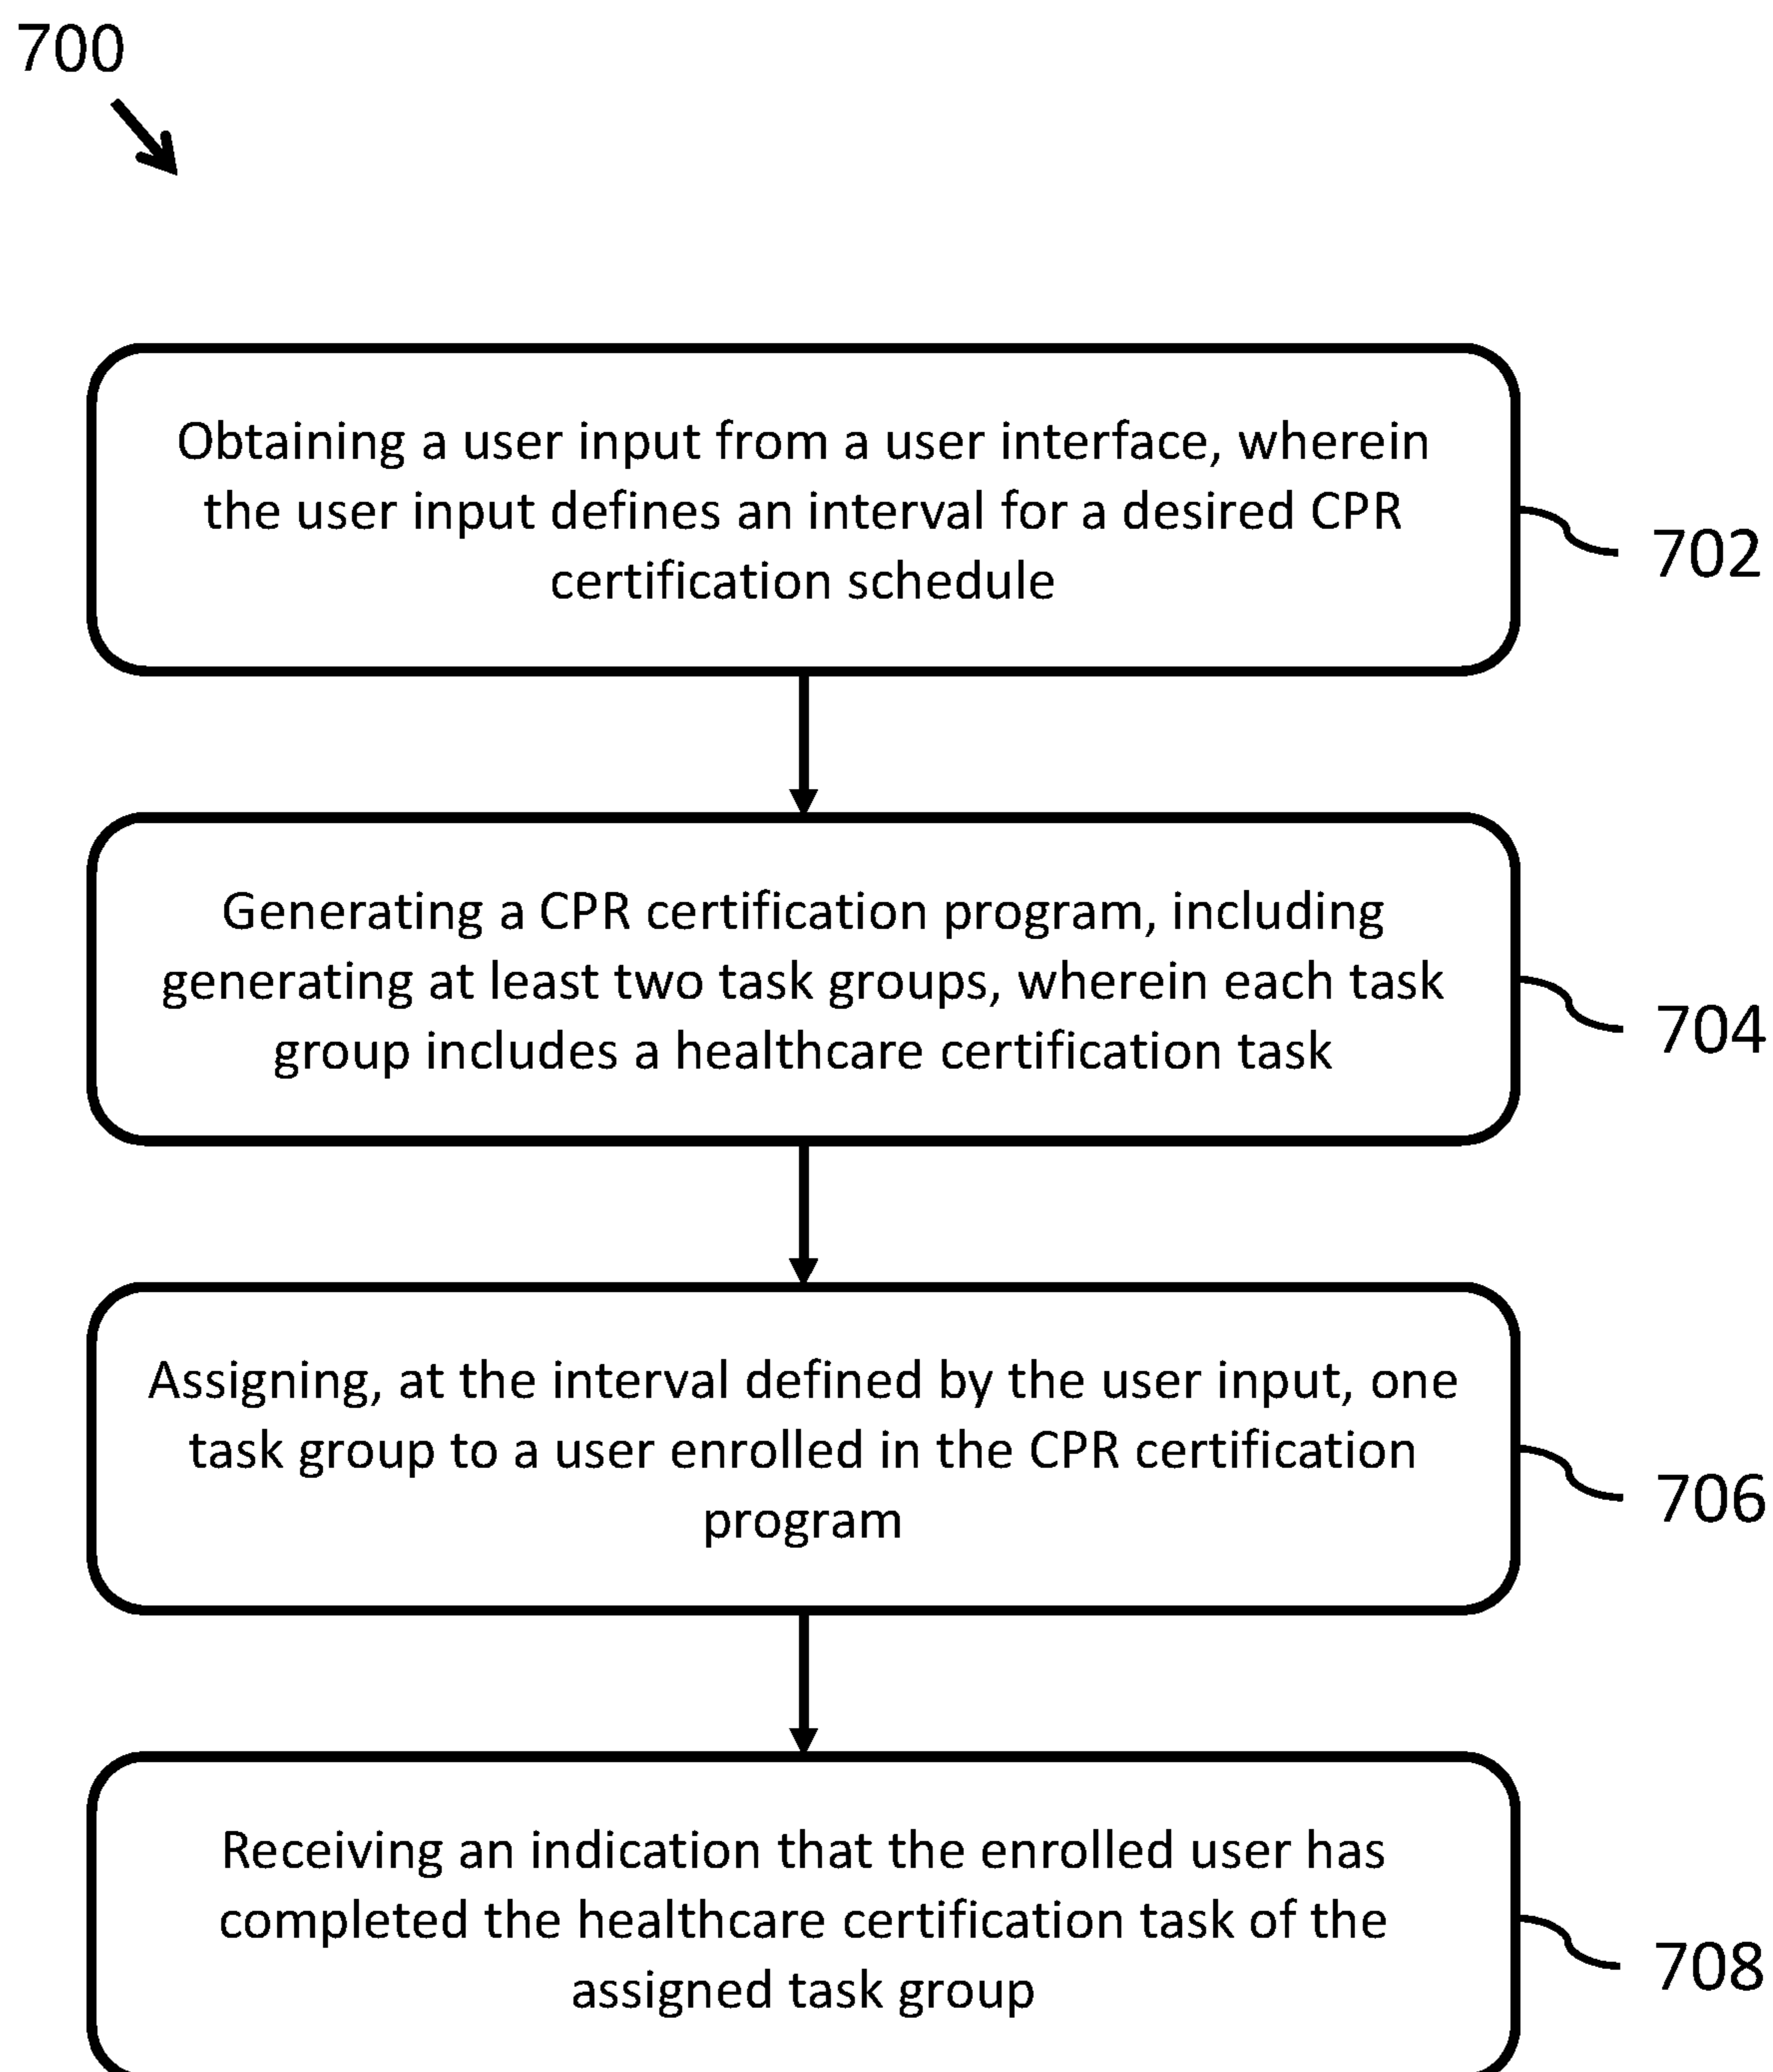 700
Obtaining a user input from a user interface, wherein
the user input defines an interval for a desired CPR
certification schedule
702
Generating a CPR certification program, including
generating at least two task groups, wherein each task
group includes a healthcare certification task
704
Assigning, at the interval defined by the user input, one
task group to a user enrolled in the CPR certification
program
706
Receiving an indication that the enrolled user has
completed the healthcare certification task of the
assigned task group
708